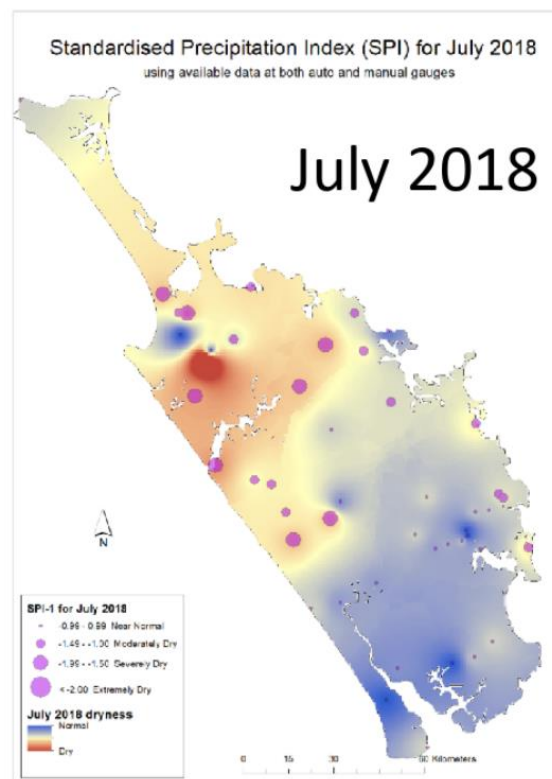 Standardised Precipitation Index (SPI) for July 2018
using available data at both auto and manual gauges
July 2018
N
SPI-1 for July 2018
-0.99 - 0.99 Near Normal
-1.49 - -1.00 Moderately Dry
-1.99 - -1.50 Severely Dry
< -2.00 Extremely Dry
July 2018 dryness
Normal
Dry
0 15 30 60 Kilometers